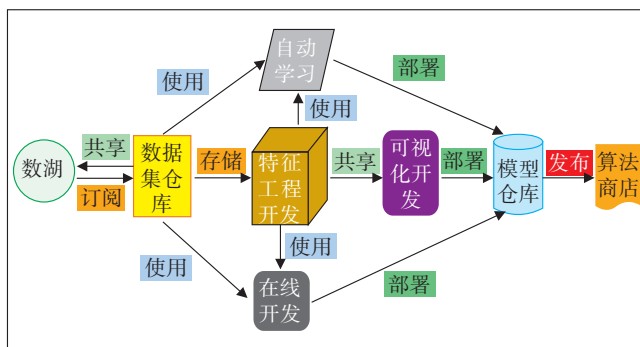 自动
学习
使用
部署
使用
数湖
共享
订阅
数据
集仓
库
存储
特征
工程
开发
共享
可视
化开
发
部署
模型
仓库
发布
算法
商店
使用
使用
在线
开发
部署